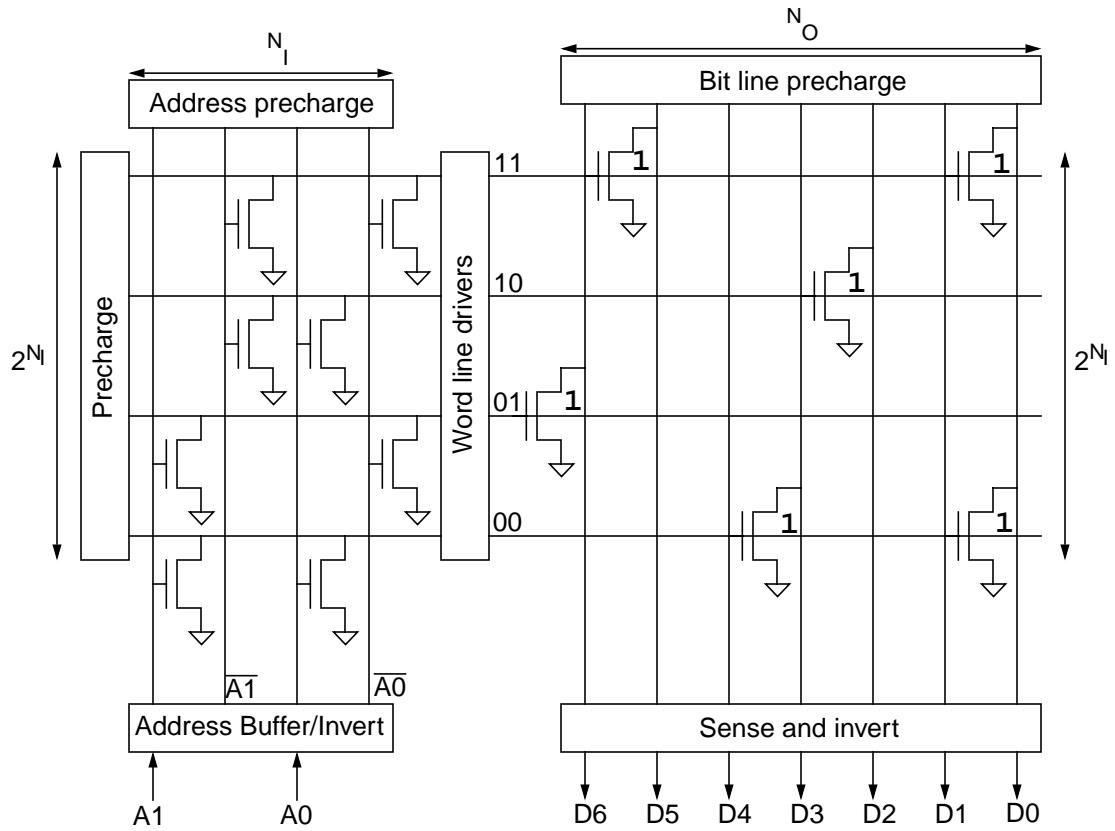 N_I
N_O
Address precharge
Bit line precharge
11
1
1
10
1
Precharge
Word line drivers
2^N_I
2^N_I
01
1
00
1
1
A̅1̅
A̅0̅
Address Buffer/Invert
Sense and invert
A1
A0
D6
D5
D4
D3
D2
D1
D0